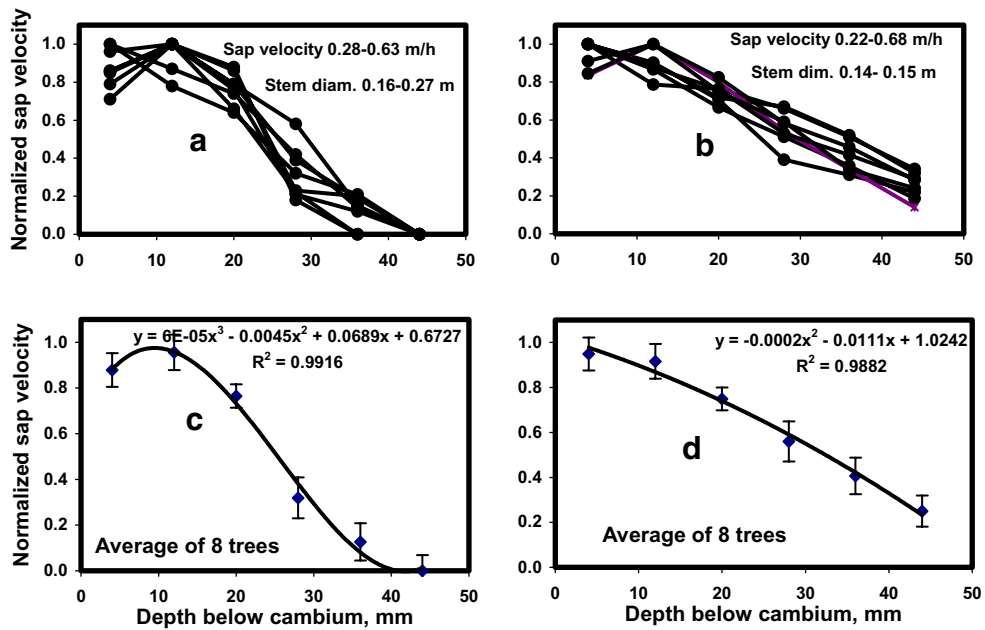 Normalized sap velocity
1.0
0.8
0.6
0.4
0.2
0.0
0 10 20 30 40 50
Sap velocity 0.28-0.63 m/h
Stem diam. 0.16-0.27 m
a
1.0
0.8
0.6
0.4
0.2
0.0
0 10 20 30 40 50
Sap velocity 0.22-0.68 m/h
Stem dim. 0.14- 0.15 m
b
Normalized sap velocity
1.0
0.8
0.6
0.4
0.2
0.0
0 10 20 30 40 50
y = 6E-05x³ - 0.0045x² + 0.0689x + 0.6727
R² = 0.9916
c
Average of 8 trees
Depth below cambium, mm
1.0
0.8
0.6
0.4
0.2
0.0
0 10 20 30 40 50
y = -0.0002x² - 0.0111x + 1.0242
R² = 0.9882
d
Average of 8 trees
Depth below cambium, mm